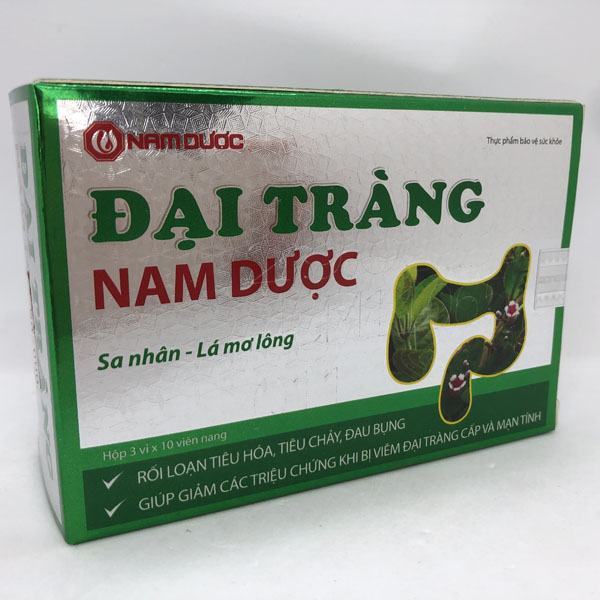 NAM DƯỢC
Thực phẩm bảo vệ sức khỏe
ĐẠI TRÀNG
NAM DƯỢC
Sa nhân - Lá mơ lông
Hộp 3 vỉ x 10 viên nang
RỐI LOẠN TIÊU HÓA, TIÊU CHẢY, ĐAU BỤNG
GIÚP GIẢM CÁC TRIỆU CHỨNG KHI BỊ VIÊM ĐẠI TRÀNG CẤP VÀ MẠN TÍNH